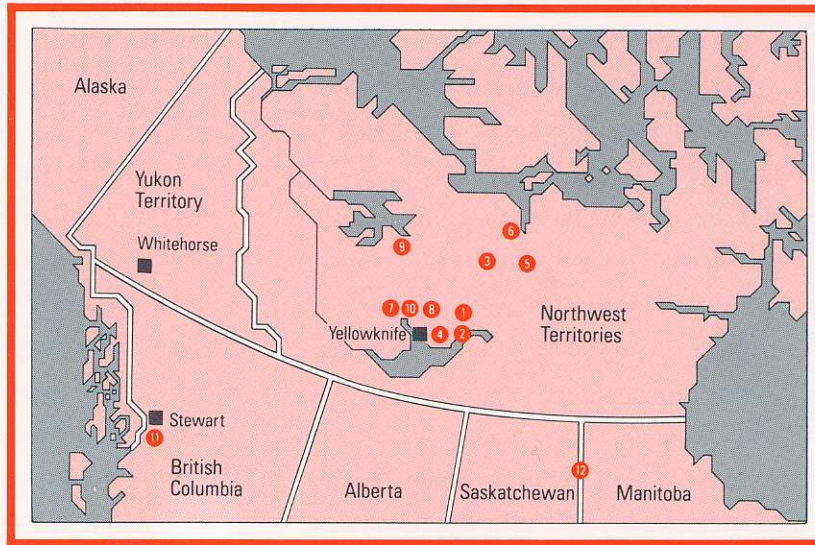 Alaska
Yukon
Territory
Whitehorse
9
6
3
5
7
10
8
1
Yellowknife
4
2
Northwest
Territories
Stewart
11
British
Columbia
Alberta
Saskatchewan
12
Manitoba